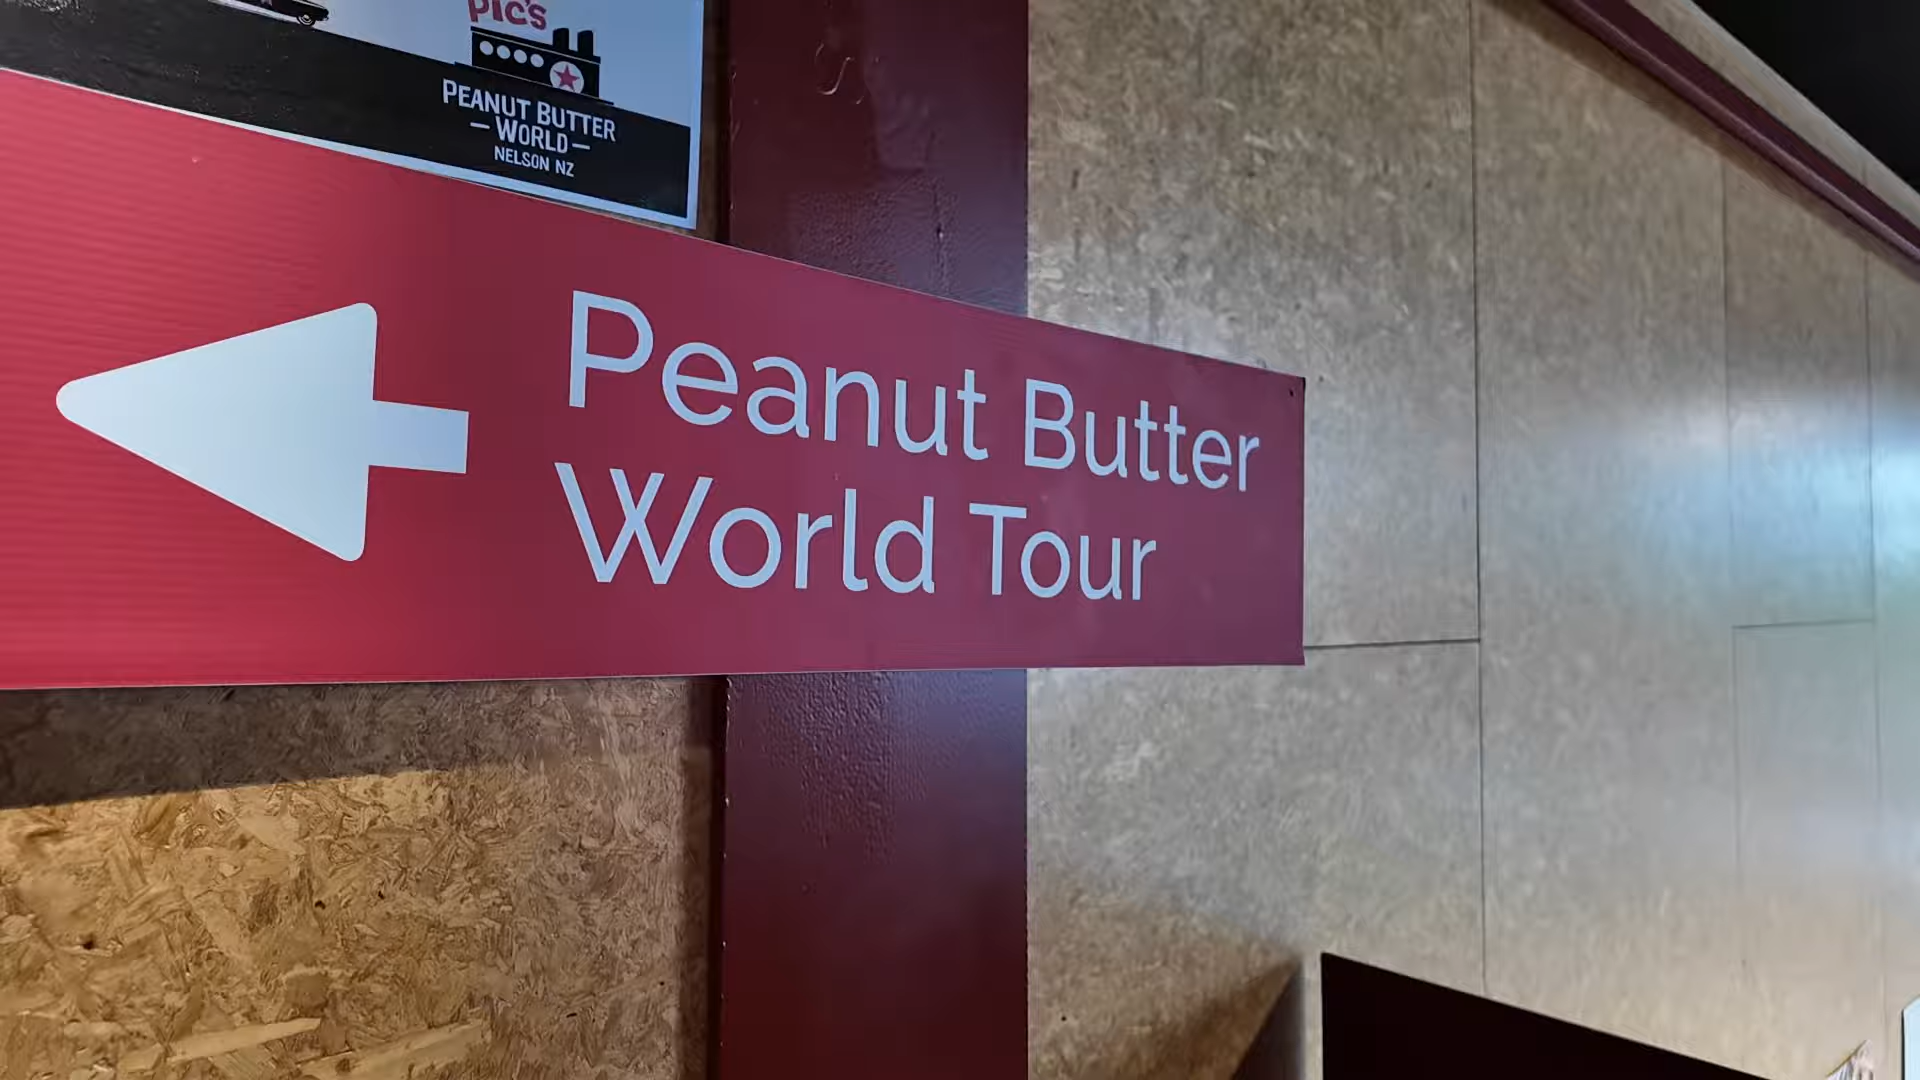 pic's
PEANUT BUTTER
— WORLD —
NELSON NZ
Peanut Butter
World Tour